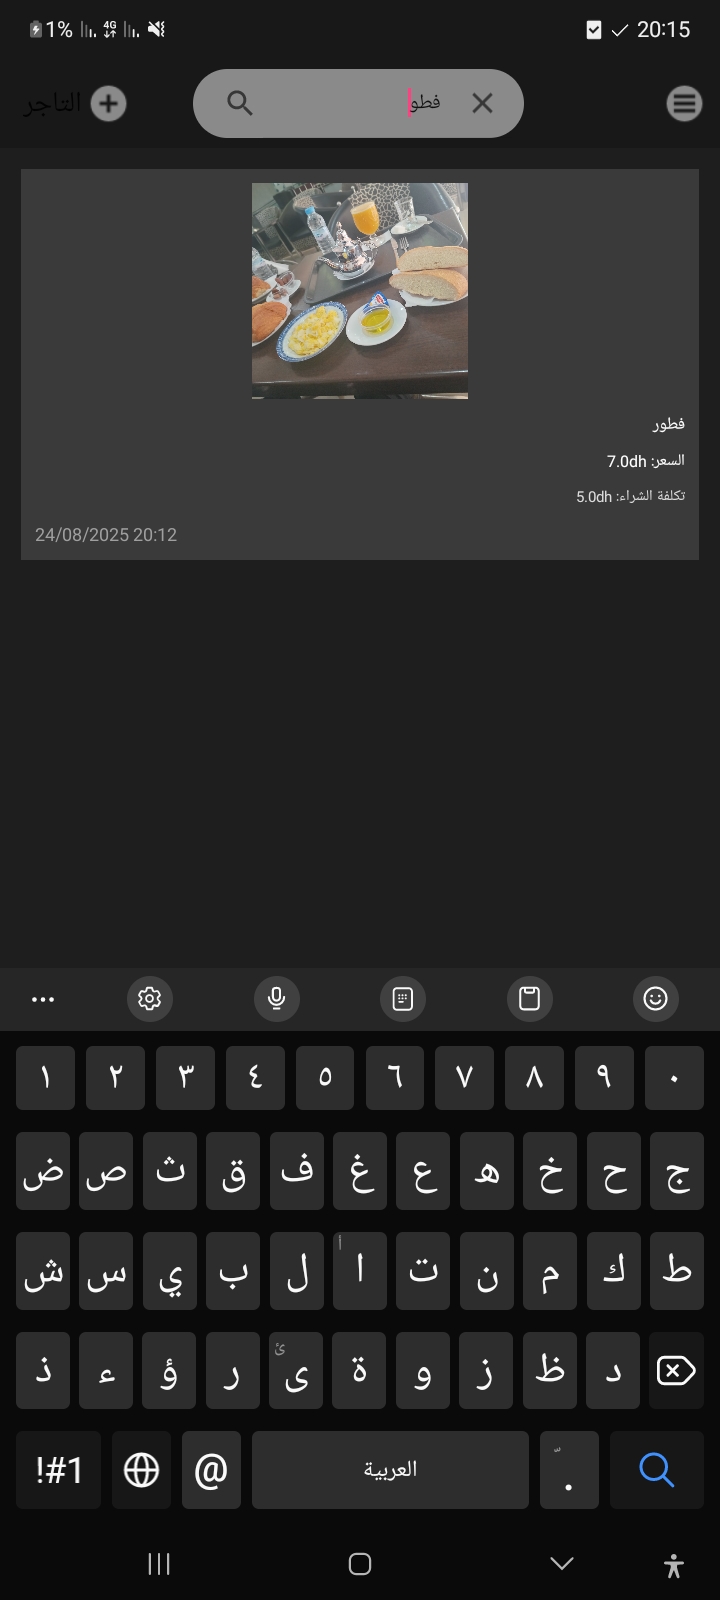 1% 4G 20:15
التاجر
فطو
فطور
السعر: 7.0dh
تكلفة الشراء: 5.0dh
24/08/2025 20:12
١ ٢ ٣ ٤ ٥ ٦ ٧ ٨ ٩ ٠
ض ص ث ق ف غ ع ه خ ح ج
ش س ي ب ل ا أ ت ن م ك ط
ذ ء ؤ ر ى ئ ة و ز ظ د
!#1 @ العربية .